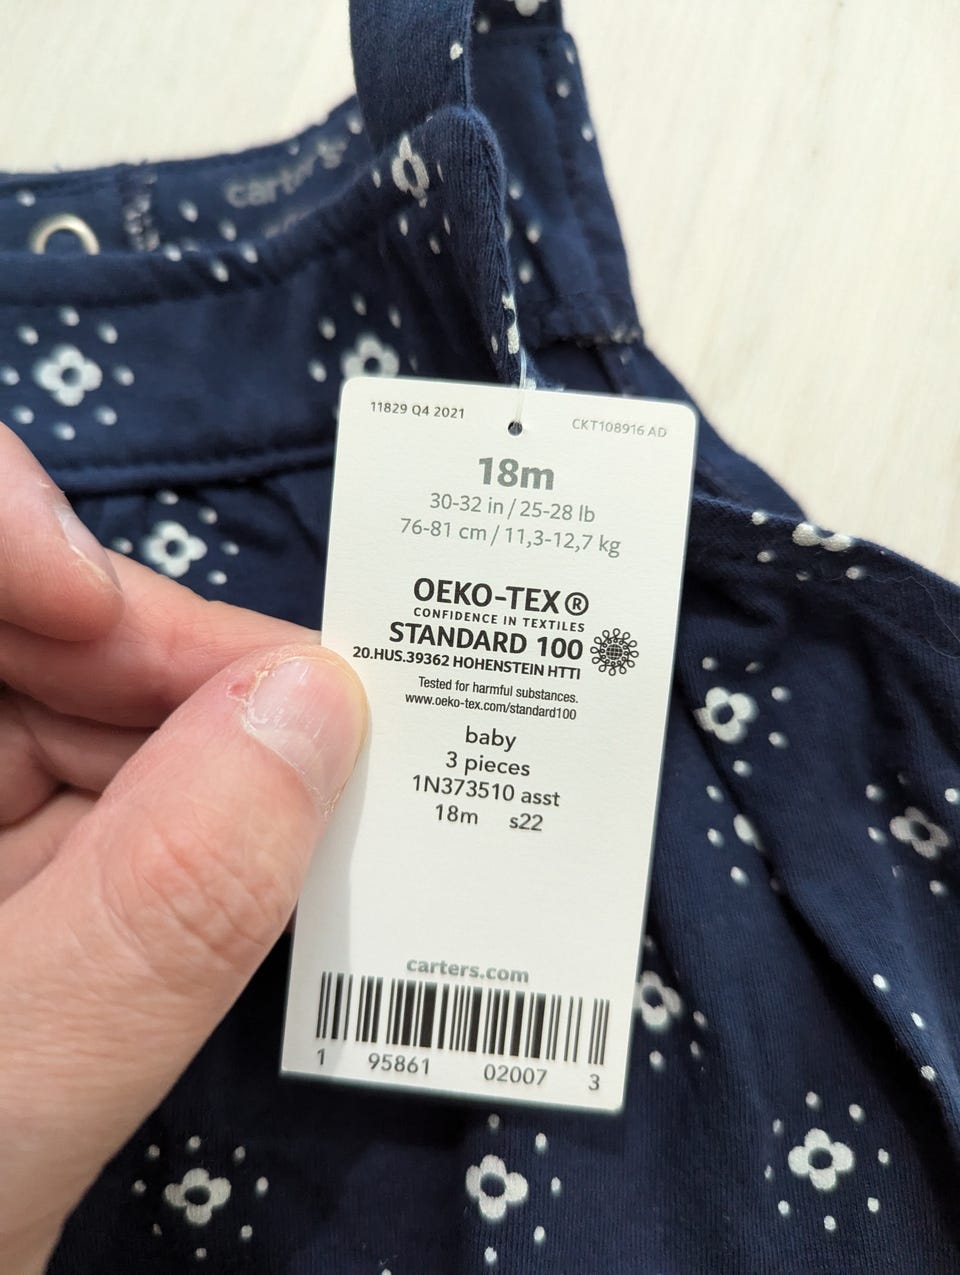 carter's
11829 Q4 2021
CKT108916 AD
18m
30-32 in / 25-28 lb
76-81 cm / 11,3-12,7 kg
OEKO-TEX®
CONFIDENCE IN TEXTILES
STANDARD 100
20.HUS.39362 HOHENSTEIN HTTI
Tested for harmful substances.
www.oeko-tex.com/standard100
baby
3 pieces
1N373510 asst
18m s22
carters.com
1 95861 02007 3